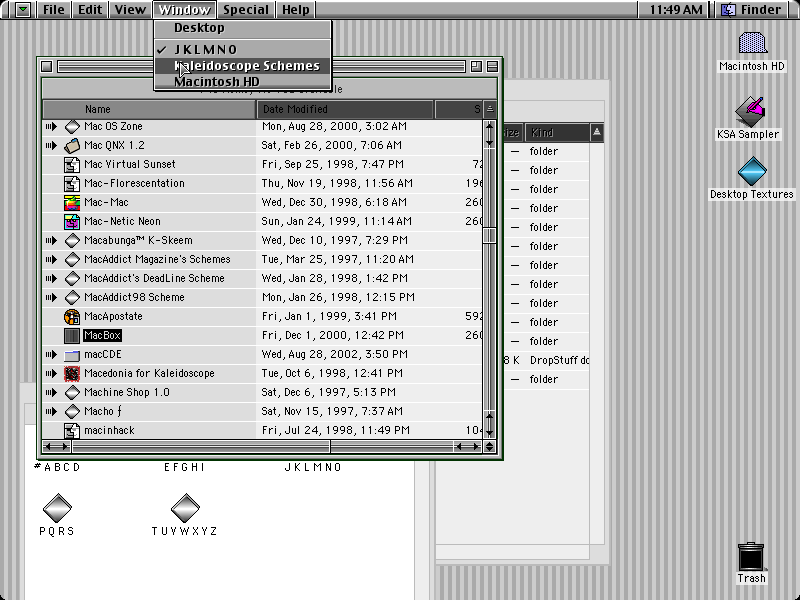 File Edit View Window Special Help 11:49 AM Finder
Desktop
✓ J K L M N O
Kaleidoscope Schemes
Macintosh HD
Name Date Modified S
Mac OS Zone Mon, Aug 28, 2000, 3:02 AM
Mac QNX 1.2 Sat, Feb 26, 2000, 7:06 AM
Mac Virtual Sunset Fri, Sep 25, 1998, 7:47 PM 72
Mac-Florescentation Thu, Nov 19, 1998, 11:56 AM 196
Mac-Mac Wed, Dec 30, 1998, 6:18 AM 260
Mac-Netic Neon Sun, Jan 24, 1999, 11:14 AM 260
Macabunga™ K-Skeem Wed, Dec 10, 1997, 7:29 PM
MacAddict Magazine's Schemes Tue, Mar 25, 1997, 11:20 AM
MacAddict's DeadLine Scheme Wed, Jan 28, 1998, 1:42 PM
MacAddict98 Scheme Mon, Jan 26, 1998, 12:15 PM
MacApostate Fri, Jan 1, 1999, 3:41 PM 592
MacBox Fri, Dec 1, 2000, 12:42 PM 260
macCDE Wed, Aug 28, 2002, 3:50 PM
Macedonia for Kaleidoscope Tue, Oct 6, 1998, 12:41 PM
Machine Shop 1.0 Sat, Dec 6, 1997, 5:13 PM
Macho ƒ Sat, Nov 15, 1997, 7:37 AM
macinhack Fri, Jul 24, 1998, 11:49 PM 104
ize Kind
— folder
— folder
— folder
— folder
— folder
— folder
— folder
— folder
— folder
— folder
— folder
8 K DropStuff do
— folder
#ABCD EFGHI JKLMNO
PQRS TUVWXYZ
Macintosh HD
KSA Sampler
Desktop Textures
Trash